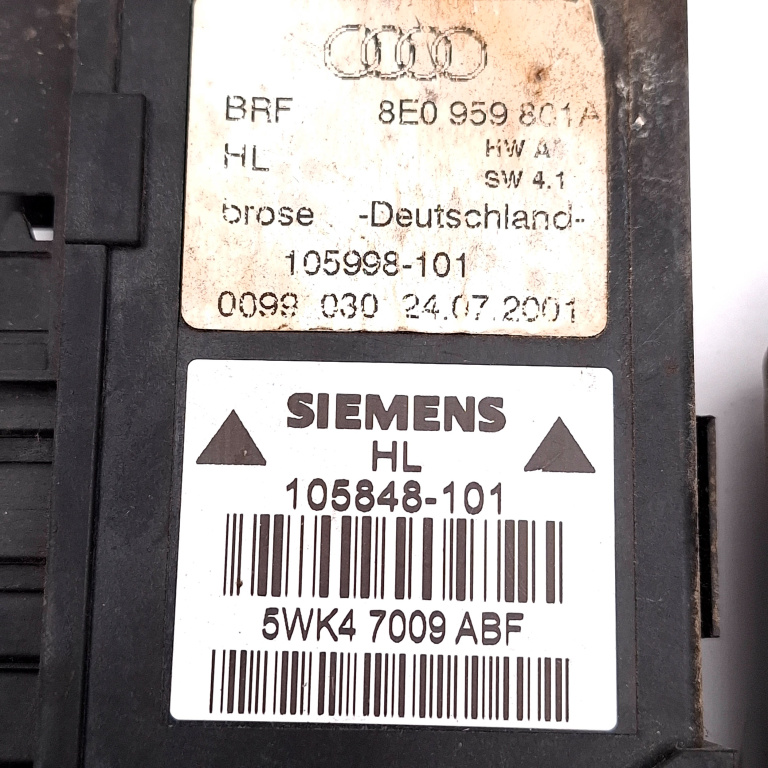 BRF 8E0 959 801A
HL HW
SW 4.1
brose -Deutschland-
105998-101
0099 030 24.07.2001
SIEMENS
HL
105848-101
5WK4 7009 ABF